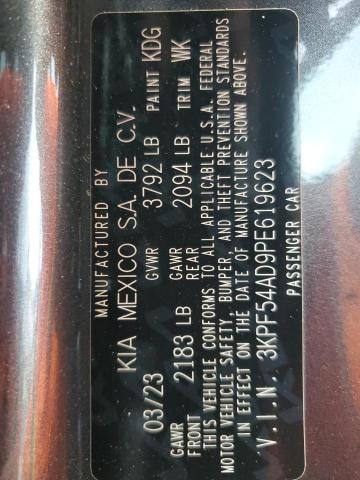 MANUFACTURED BY
KIA MEXICO S.A. DE C.V.
03/23 GVWR 3792 LB PAINT KDG
GAWR FRONT 2183 LB GAWR REAR 2094 LB TRIM WK
THIS VEHICLE CONFORMS TO ALL APPLICABLE U.S.A. FEDERAL
MOTOR VEHICLE SAFETY, BUMPER, AND THEFT PREVENTION STANDARDS
IN EFFECT ON THE DATE OF MANUFACTURE SHOWN ABOVE.
V.I.N. 3KPF54AD9PE619623
PASSENGER CAR